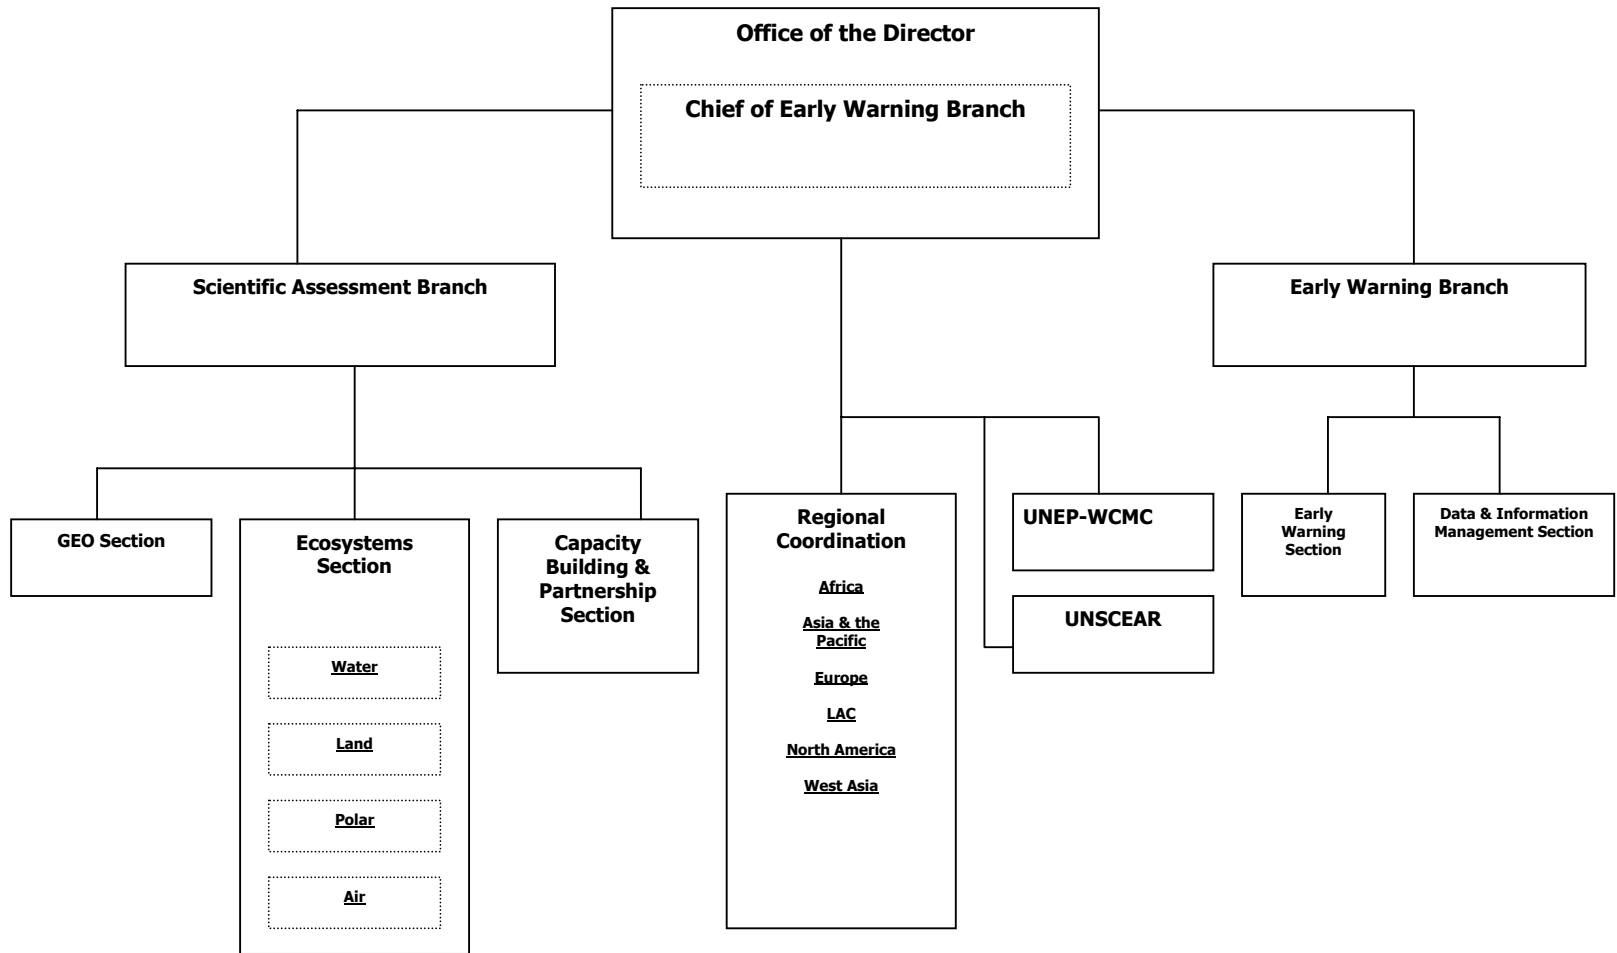 Office of the Director
Chief of Early Warning Branch
Scientific Assessment Branch
Early Warning Branch
GEO Section
Ecosystems
Section
Water
Land
Polar
Air
Capacity
Building &
Partnership
Section
Regional
Coordination
Africa
Asia & the
Pacific
Europe
LAC
North America
West Asia
UNEP-WCMC
UNSCEAR
Early
Warning
Section
Data & Information
Management Section